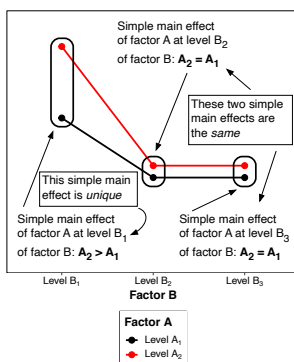 Simple main effect
of factor A at level B₂
of factor B: A₂ = A₁
These two simple
main effects are
the same
This simple main
effect is unique
Simple main effect
of factor A at level B₁
of factor B: A₂ > A₁
Simple main effect
of factor A at level B₃
of factor B: A₂ = A₁
Level B₁
Level B₂
Level B₃
Factor B
Factor A
Level A₁
Level A₂